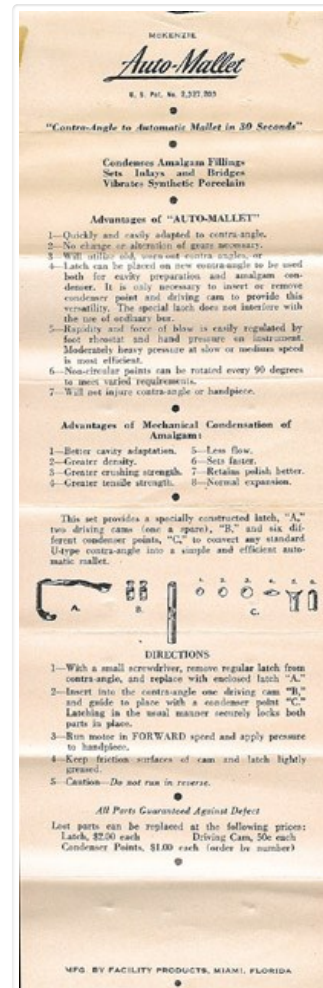 McKENZIE
Auto-Mallet
U. S. Pat. No. 2,327,205
"Contra-Angle to Automatic Mallet in 30 Seconds"
Condenses Amalgam Fillings
Sets Inlays and Bridges
Vibrates Synthetic Porcelain
Advantages of "AUTO-MALLET"
1—Quickly and easily adapted to contra-angle.
2—No change or alteration of gears necessary.
3—Will utilize old, worn-out contra angles, or
4—Latch can be placed on new contra-angle to be used
both for cavity preparation and amalgam con-
denser. It is only necessary to insert or remove
condenser point and driving cam to provide this
versatility. The special latch does not interfere with
the use of ordinary bur.
5—Rapidity and force of blow is easily regulated by
foot rheostat and hand pressure on instrument.
Moderately heavy pressure at slow or medium speed
is most efficient.
6—Non-circular points can be rotated every 90 degrees
to meet varied requirements.
7—Will not injure contra-angle or handpiece.
Advantages of Mechanical Condensation of
Amalgam:
1—Better cavity adaptation. 5—Less flow.
2—Greater density. 6—Sets faster.
3—Greater crushing strength. 7—Retains polish better.
4—Greater tensile strength. 8—Normal expansion.
This set provides a specially constructed latch, "A,"
two driving cams (one a spare), "B," and six dif-
ferent condenser points, "C," to convert any standard
U-type contra-angle into a simple and efficient auto-
matic mallet.
1. 2. 3. 4. 5. 6.
A. B. C.
DIRECTIONS
1—With a small screwdriver, remove regular latch from
contra-angle, and replace with enclosed latch "A."
2—Insert into the contra-angle one driving cam "B,"
and guide to place with a condenser point "C."
Latching in the usual manner securely locks both
parts in place.
3—Run motor in FORWARD speed and apply pressure
to handpiece.
4—Keep friction surfaces of cam and latch lightly
greased.
5—Caution—Do not run in reverse.
All Parts Guaranteed Against Defect
Lost parts can be replaced at the following prices:
Latch, $2.00 each Driving Cam, 50c each
Condenser Points, $1.00 each (order by number)
MFG. BY FACILITY PRODUCTS, MIAMI, FLORIDA